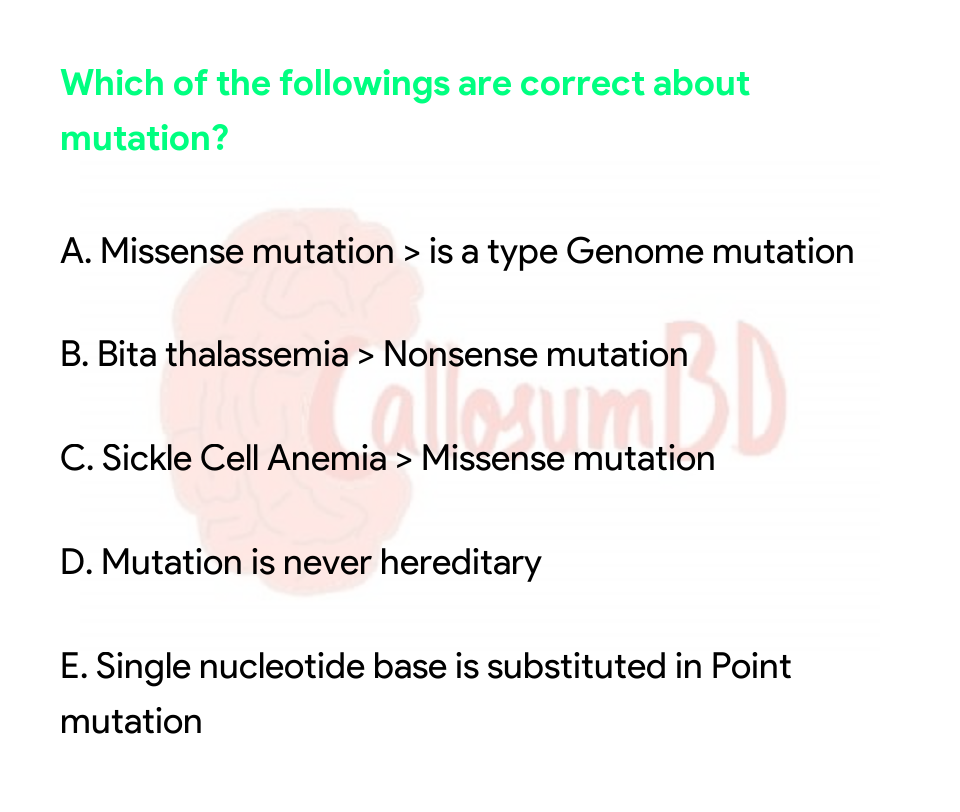 Which of the followings are correct about
mutation?
A. Missense mutation > is a type Genome mutation
B. Bita thalassemia > Nonsense mutation
CallosumBD
C. Sickle Cell Anemia > Missense mutation
D. Mutation is never hereditary
E. Single nucleotide base is substituted in Point
mutation